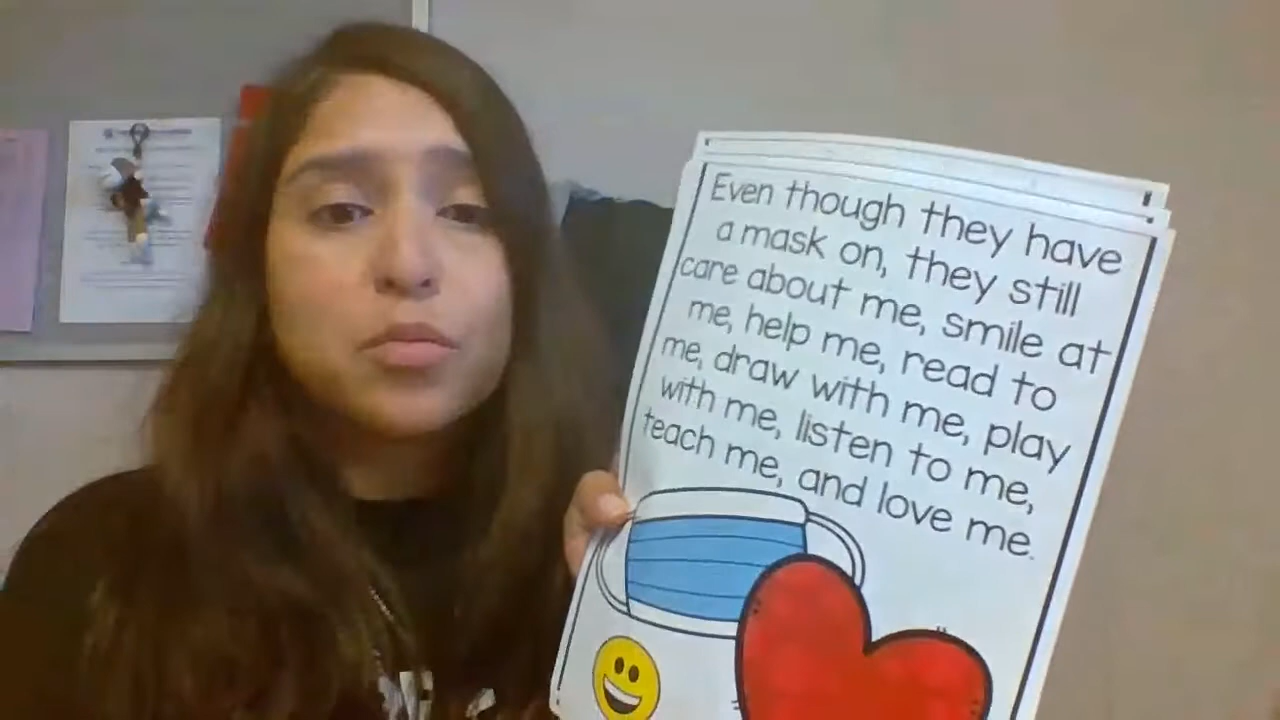 Even though they have
a mask on, they still
care about me, smile at
me, help me, read to
me, draw with me, play
with me, listen to me,
teach me, and love me.